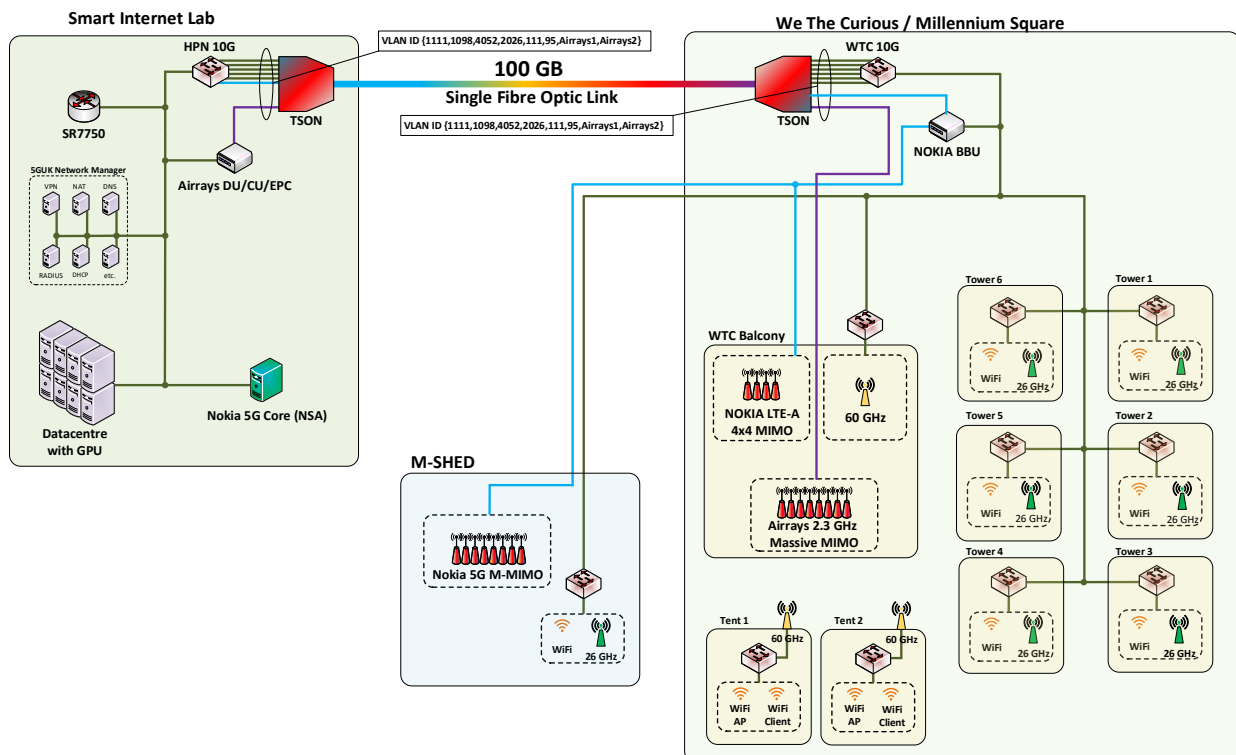 Smart Internet Lab
HPN 10G
VLAN ID {1111,1098,4052,2026,111,95,Airrays1,Airrays2}
SR7750
TSON
Airrays DU/CU/EPC
5GUK Network Manager
VPN
NAT
DNS
RADIUS
DHCP
etc.
Datacentre
with GPU
Nokia 5G Core (NSA)
100 GB
Single Fibre Optic Link
VLAN ID {1111,1098,4052,2026,111,95,Airrays1,Airrays2}
We The Curious / Millennium Square
WTC 10G
TSON
NOKIA BBU
WTC Balcony
NOKIA LTE-A
4x4 MIMO
60 GHz
Airrays 2.3 GHz
Massive MIMO
M-SHED
Nokia 5G M-MIMO
WiFi
26 GHz
Tower 6
WiFi
26 GHz
Tower 1
WiFi
26 GHz
Tower 5
WiFi
26 GHz
Tower 2
WiFi
26 GHz
Tower 4
WiFi
26 GHz
Tower 3
WiFi
26 GHz
Tent 1
60 GHz
WiFi
AP
WiFi
Client
Tent 2
60 GHz
WiFi
AP
WiFi
Client